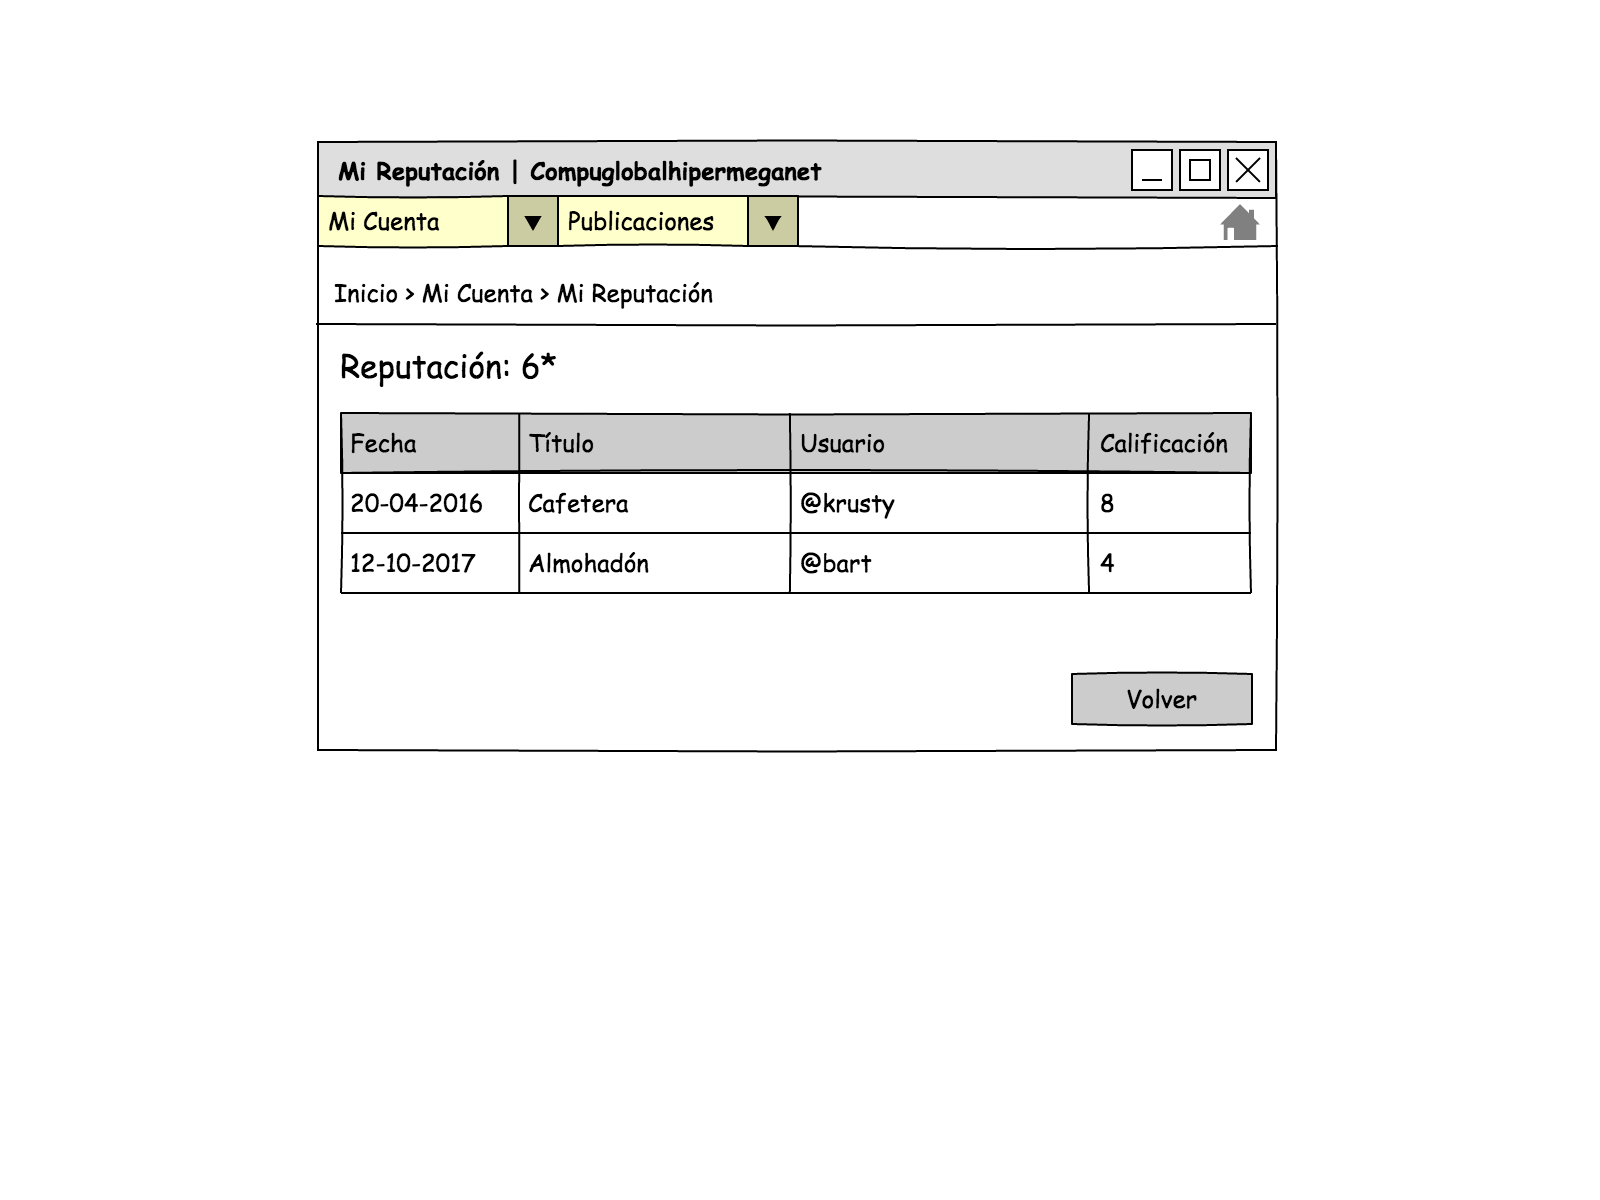 Mi Reputación | Compuglobalhipermeganet
Mi Cuenta ▼ Publicaciones ▼
Inicio > Mi Cuenta > Mi Reputación
Reputación: 6*
Fecha Título Usuario Calificación
20-04-2016 Cafetera @krusty 8
12-10-2017 Almohadón @bart 4
Volver